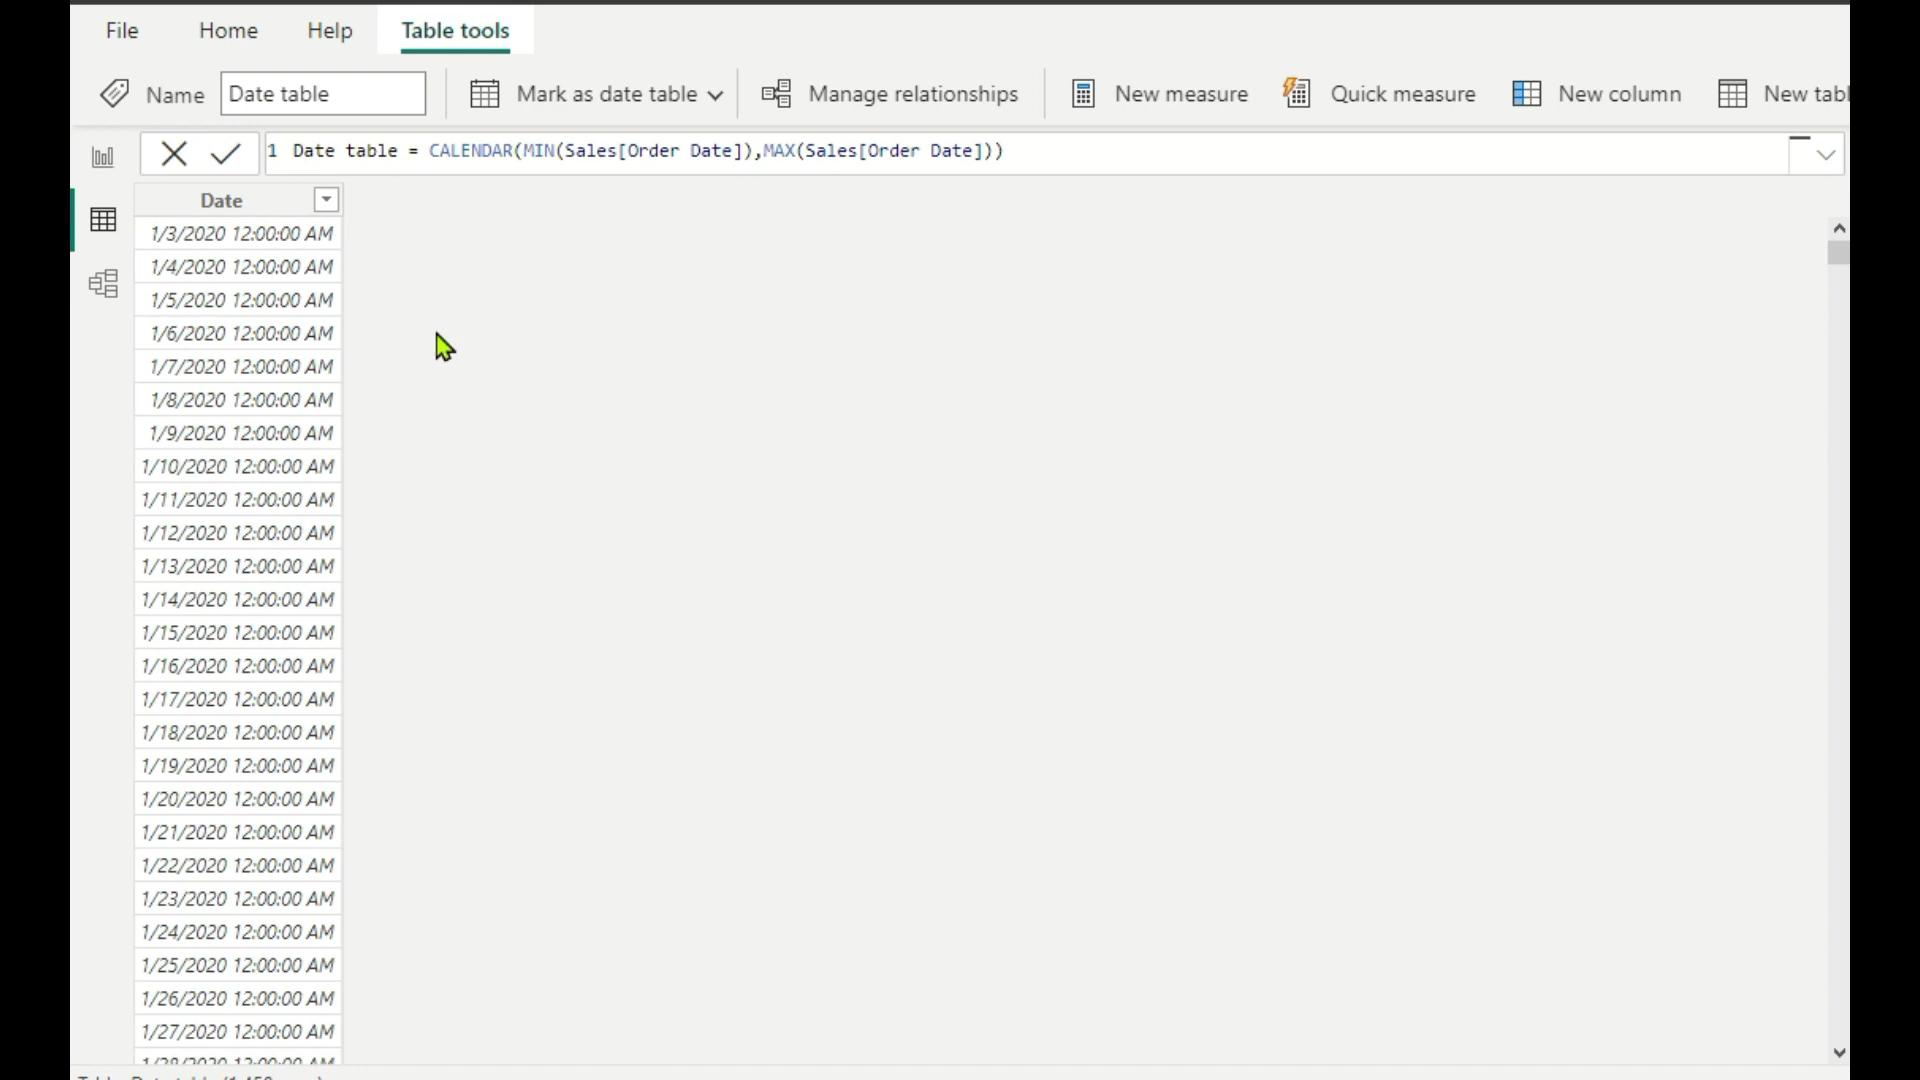 File Home Help Table tools
Name Date table Mark as date table Manage relationships New measure Quick measure New column New
1 Date table = CALENDAR(MIN(Sales[Order Date]),MAX(Sales[Order Date]))
Date
1/3/2020 12:00:00 AM
1/4/2020 12:00:00 AM
1/5/2020 12:00:00 AM
1/6/2020 12:00:00 AM
1/7/2020 12:00:00 AM
1/8/2020 12:00:00 AM
1/9/2020 12:00:00 AM
1/10/2020 12:00:00 AM
1/11/2020 12:00:00 AM
1/12/2020 12:00:00 AM
1/13/2020 12:00:00 AM
1/14/2020 12:00:00 AM
1/15/2020 12:00:00 AM
1/16/2020 12:00:00 AM
1/17/2020 12:00:00 AM
1/18/2020 12:00:00 AM
1/19/2020 12:00:00 AM
1/20/2020 12:00:00 AM
1/21/2020 12:00:00 AM
1/22/2020 12:00:00 AM
1/23/2020 12:00:00 AM
1/24/2020 12:00:00 AM
1/25/2020 12:00:00 AM
1/26/2020 12:00:00 AM
1/27/2020 12:00:00 AM